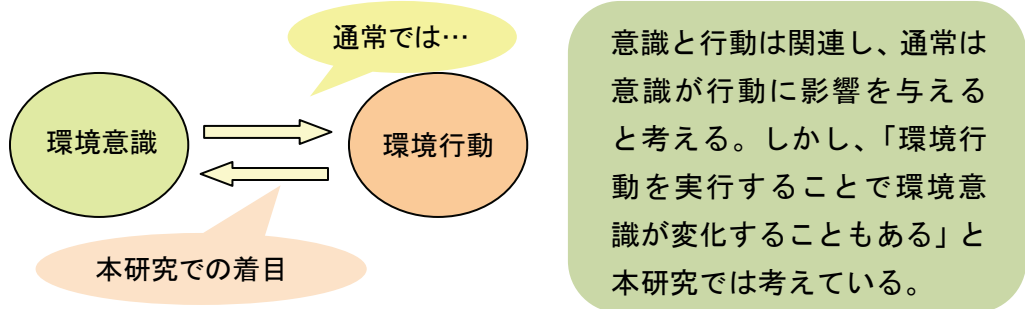 通常では…
環境意識
環境行動
本研究での着目
意識と行動は関連し、通常は
意識が行動に影響を与える
と考える。しかし、「環境行
動を実行することで環境意
識が変化することもある」と
本研究では考えている。